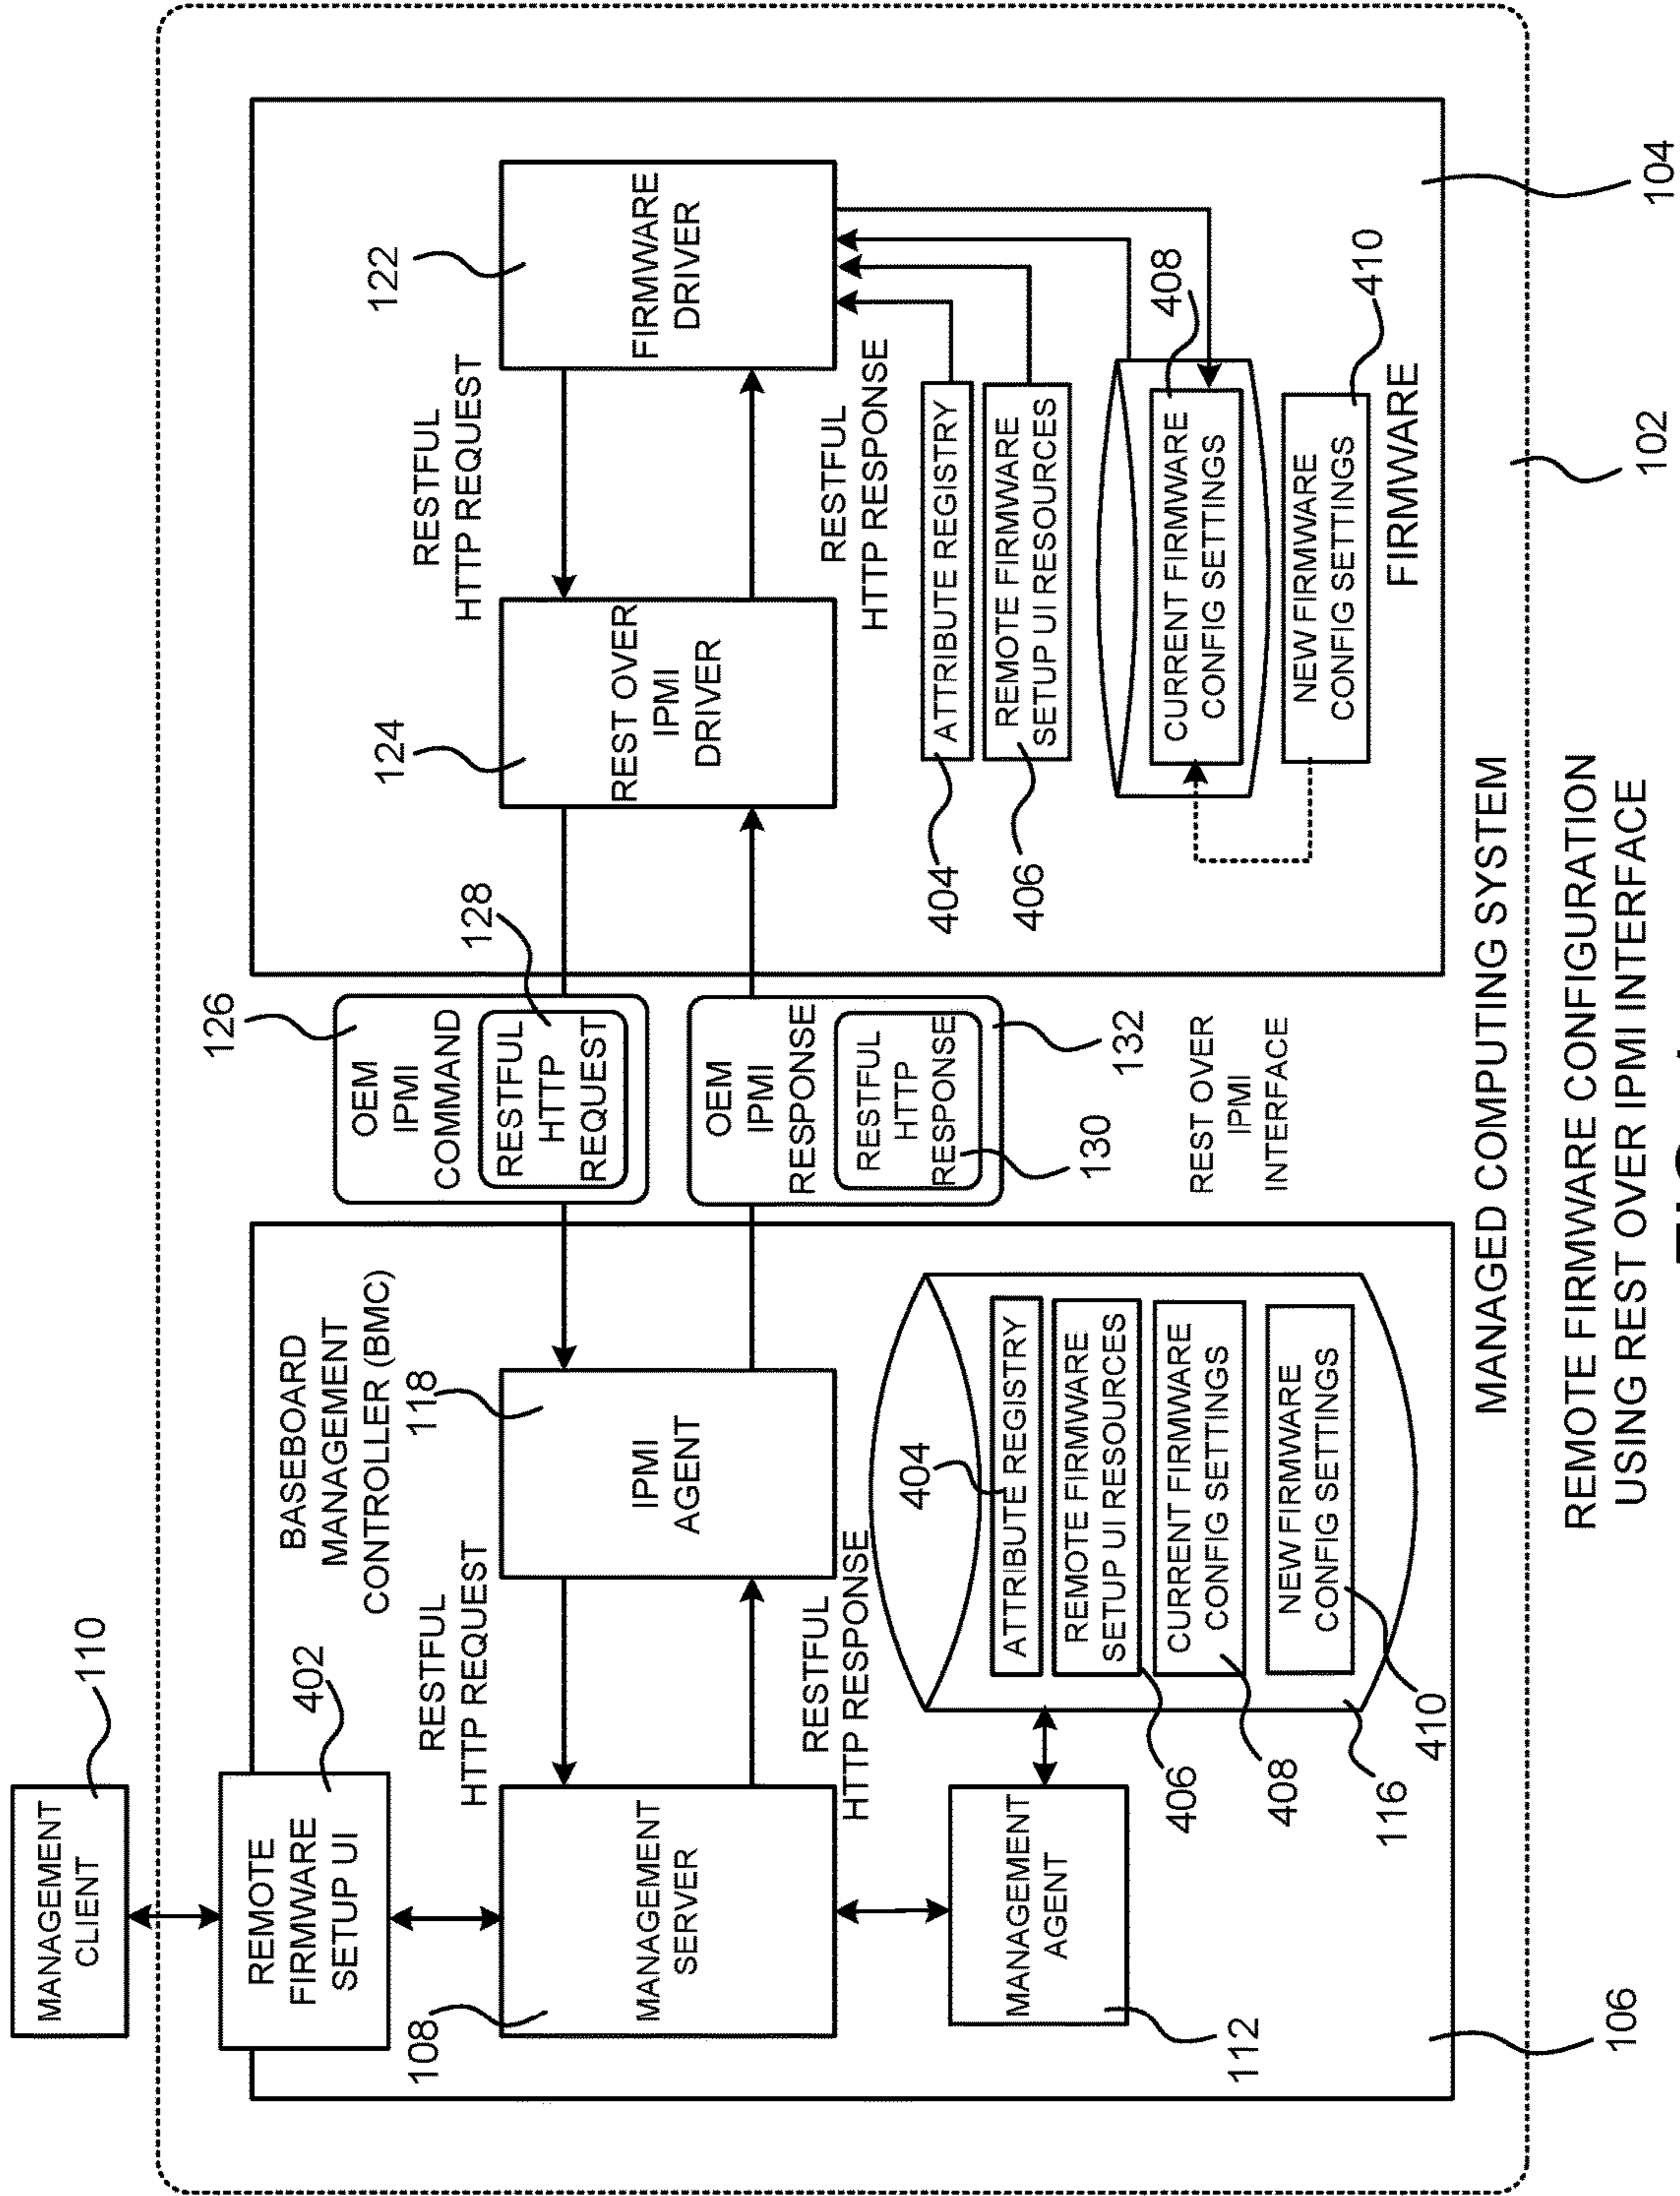 MANAGEMENT
CLIENT
110
REMOTE
FIRMWARE
SETUP UI
402
BASEBOARD
MANAGEMENT
CONTROLLER (BMC)
RESTFUL
HTTP REQUEST
118
108
MANAGEMENT
SERVER
IPMI
AGENT
RESTFUL
HTTP RESPONSE
MANAGEMENT
AGENT
112
404
ATTRIBUTE REGISTRY
REMOTE FIRMWARE
SETUP UI RESOURCES
406
CURRENT FIRMWARE
CONFIG SETTINGS
408
NEW FIRMWARE
CONFIG SETTINGS
410
116
106
126
OEM
IPMI
COMMAND
128
RESTFUL
HTTP
REQUEST
OEM
IPMI
RESPONSE
RESTFUL
HTTP
RESPONSE
130
132
REST OVER
IPMI
INTERFACE
124
REST OVER
IPMI
DRIVER
RESTFUL
HTTP REQUEST
122
FIRMWARE
DRIVER
RESTFUL
HTTP RESPONSE
404
ATTRIBUTE REGISTRY
406
REMOTE FIRMWARE
SETUP UI RESOURCES
408
CURRENT FIRMWARE
CONFIG SETTINGS
410
NEW FIRMWARE
CONFIG SETTINGS
FIRMWARE
104
102
MANAGED COMPUTING SYSTEM
REMOTE FIRMWARE CONFIGURATION
USING REST OVER IPMI INTERFACE